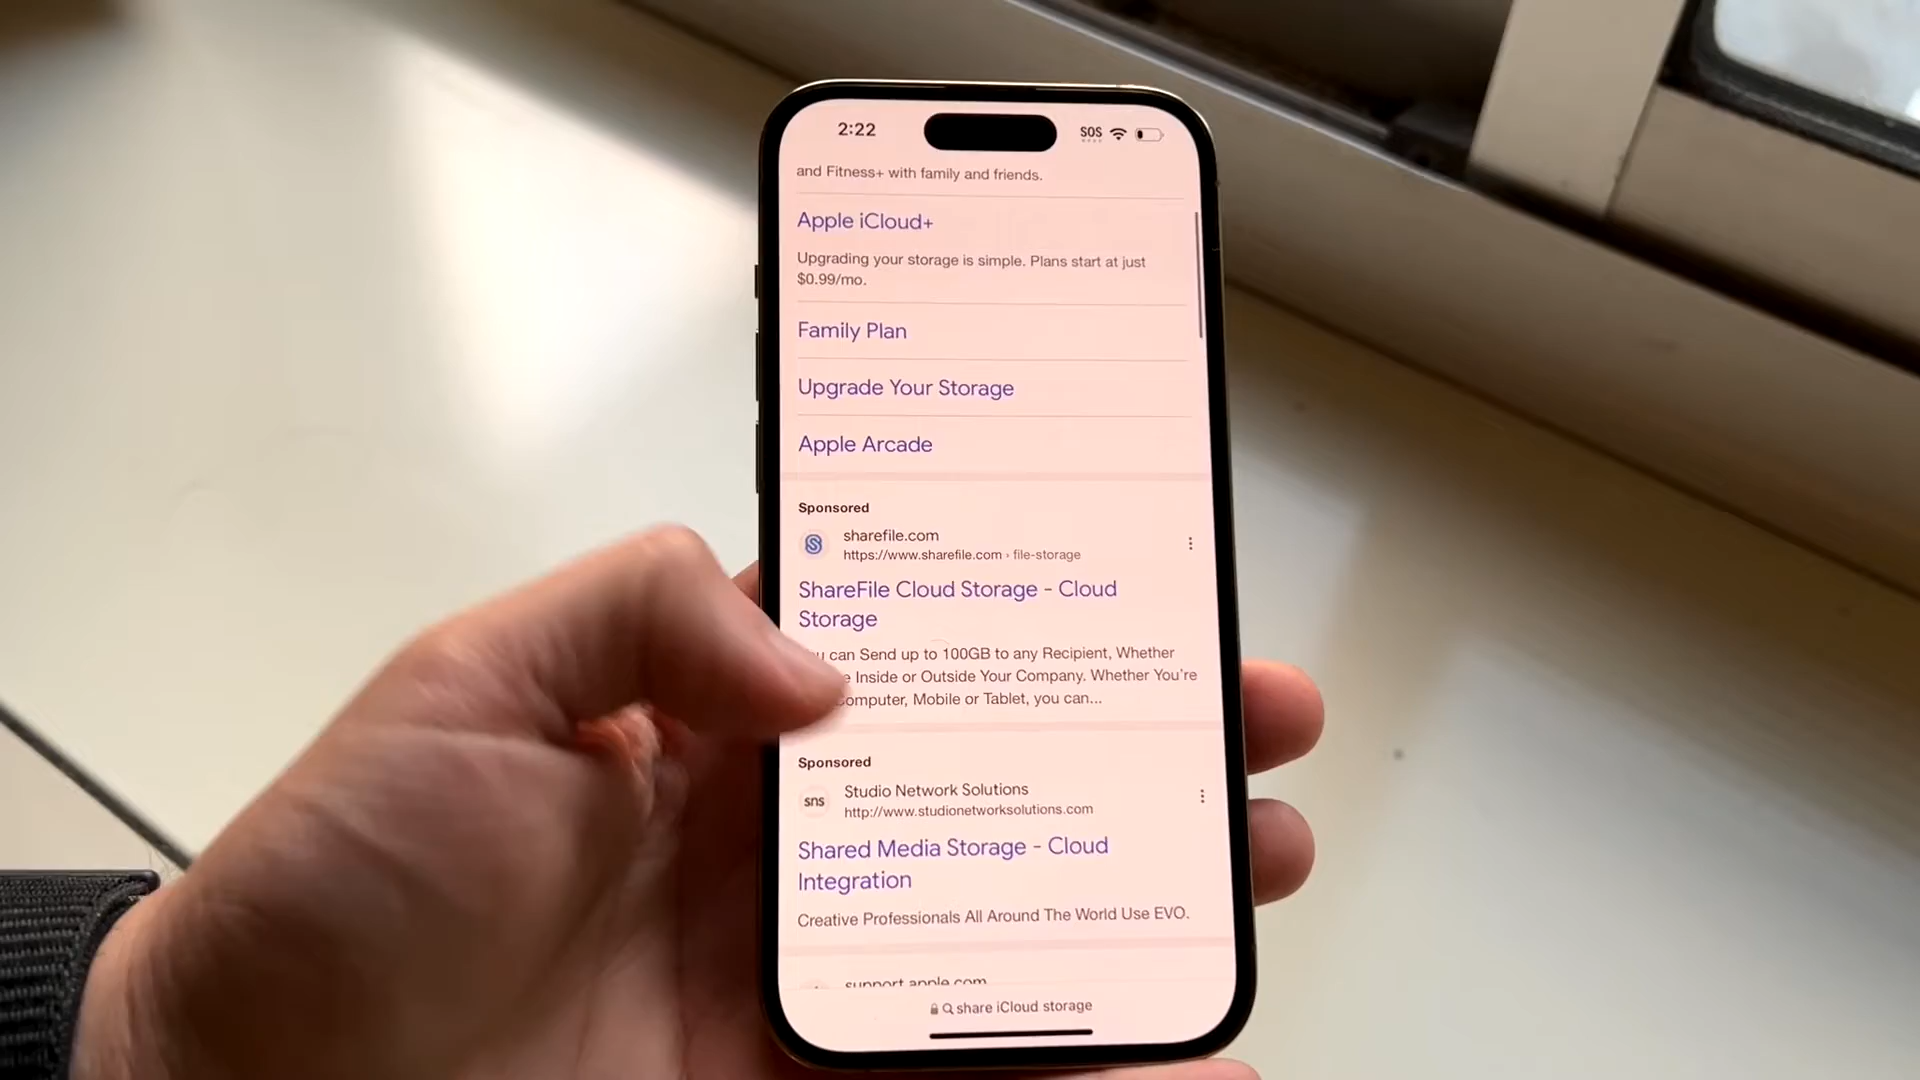 2:22
SOS
and Fitness+ with family and friends.
Apple iCloud+
Upgrading your storage is simple. Plans start at just
$0.99/mo.
Family Plan
Upgrade Your Storage
Apple Arcade
Sponsored
sharefile.com
https://www.sharefile.com › file-storage
ShareFile Cloud Storage - Cloud
Storage
can Send up to 100GB to any Recipient, Whether
Inside or Outside Your Company. Whether You're
Computer, Mobile or Tablet, you can...
Sponsored
sns
Studio Network Solutions
http://www.studionetworksolutions.com
Shared Media Storage - Cloud
Integration
Creative Professionals All Around The World Use EVO.
support.apple.com
share iCloud storage